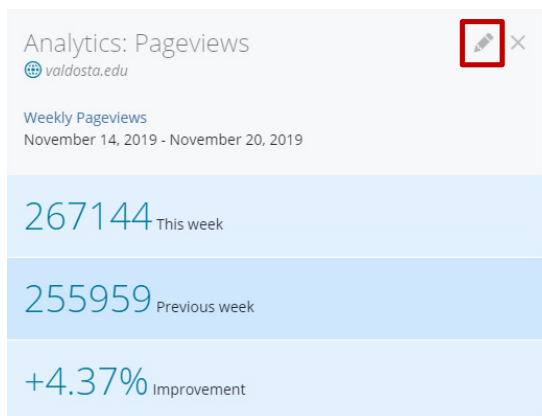 Analytics: Pageviews
valdosta.edu
Weekly Pageviews
November 14, 2019 - November 20, 2019
267144 This week
255959 Previous week
+4.37% Improvement